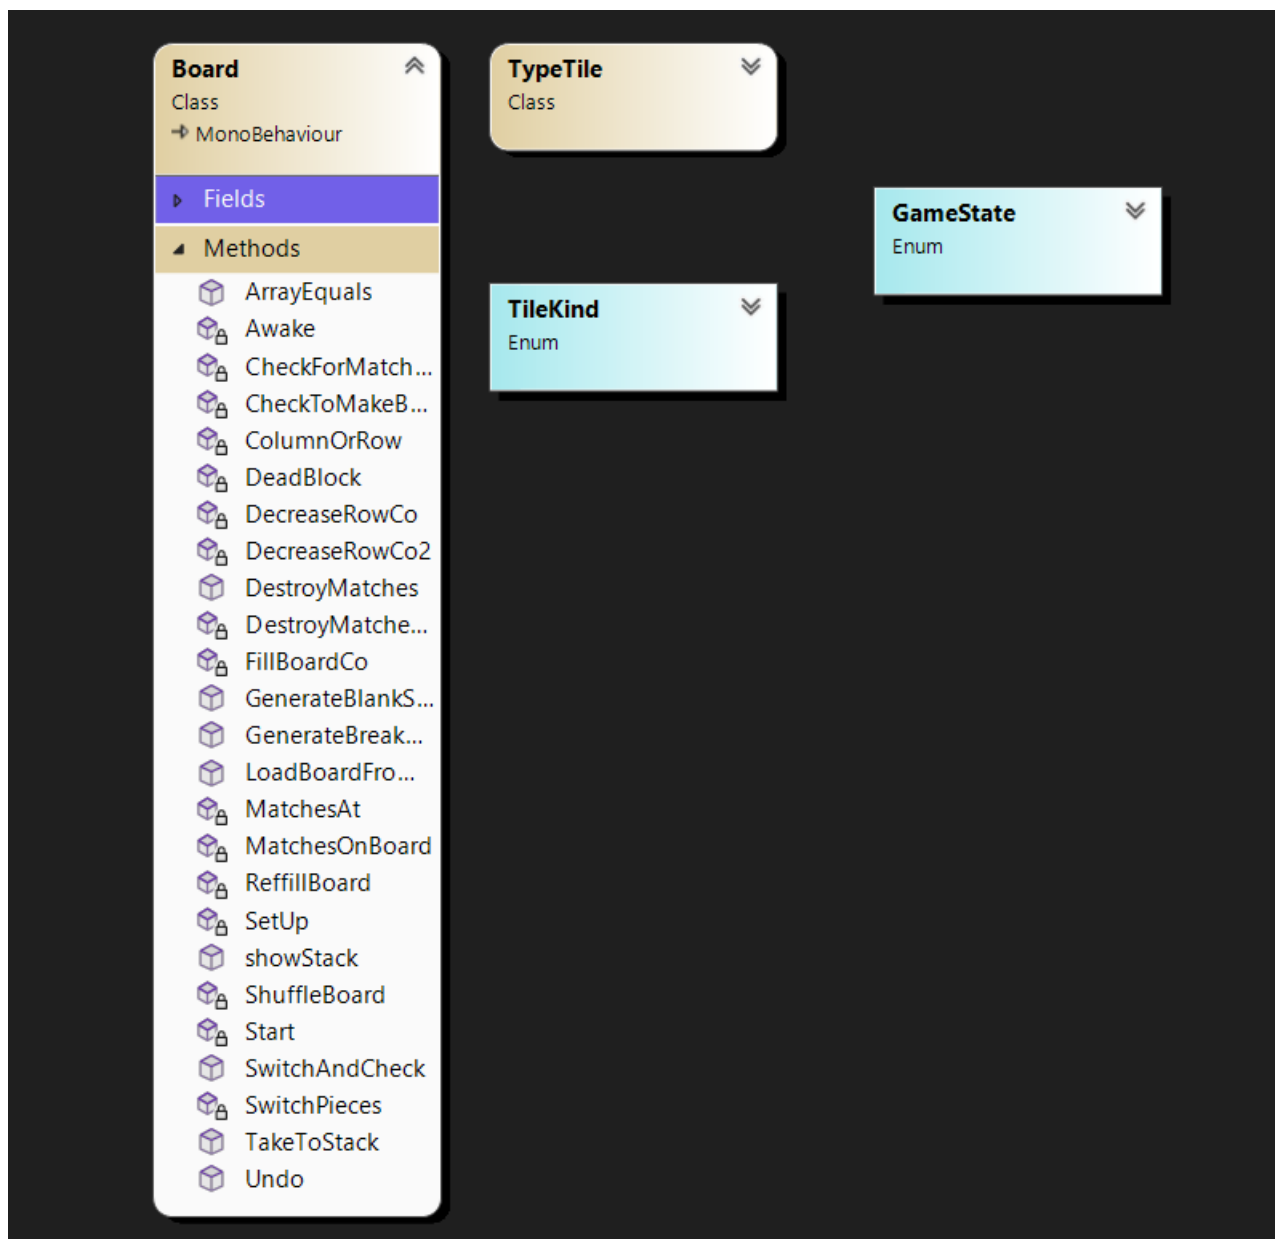 Board
Class
MonoBehaviour
Fields
Methods
ArrayEquals
Awake
CheckForMatch...
CheckToMakeB...
ColumnOrRow
DeadBlock
DecreaseRowCo
DecreaseRowCo2
DestroyMatches
DestroyMatche...
FillBoardCo
GenerateBlankS...
GenerateBreak...
LoadBoardFro...
MatchesAt
MatchesOnBoard
ReffillBoard
SetUp
showStack
ShuffleBoard
Start
SwitchAndCheck
SwitchPieces
TakeToStack
Undo
TypeTile
Class
TileKind
Enum
GameState
Enum